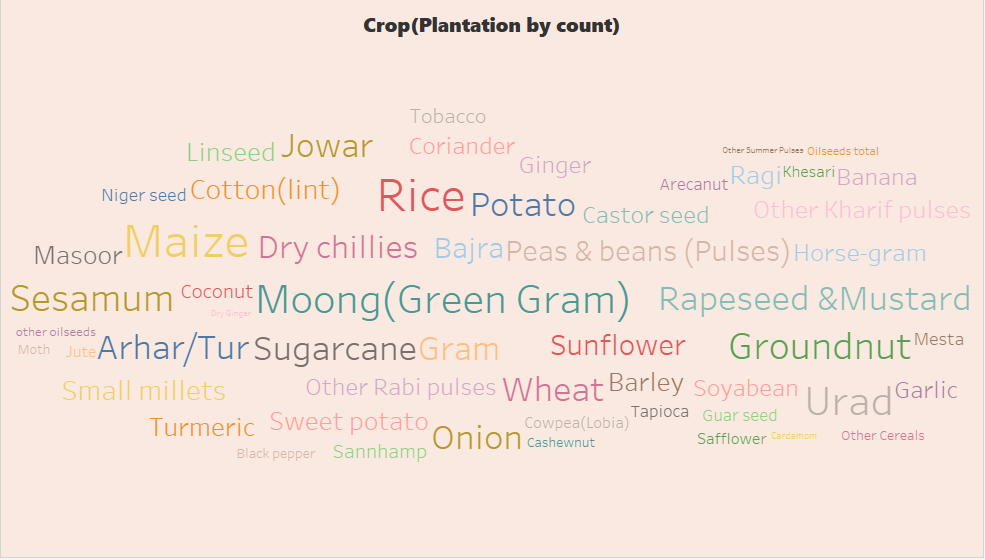 Crop(Plantation by count)
Tobacco
Linseed Jowar Coriander
Other Summer Pulses Oilseeds total
Ginger
Niger seed Cotton(lint) Rice Potato Castor seed Arecanut Ragi Khesari Banana
Other Kharif pulses
Masoor Maize Dry chillies Bajra Peas & beans (Pulses) Horse-gram
Sesamum Coconut Moong(Green Gram) Rapeseed &Mustard
Dry Ginger
other oilseeds
Moth Jute Arhar/Tur Sugarcane Gram Sunflower Groundnut Mesta
Small millets Other Rabi pulses Wheat Barley Soyabean Urad Garlic
Turmeric Sweet potato Onion Cowpea(Lobia) Tapioca Guar seed
Black pepper Sannhamp Cashewnut Safflower Cardamom Other Cereals